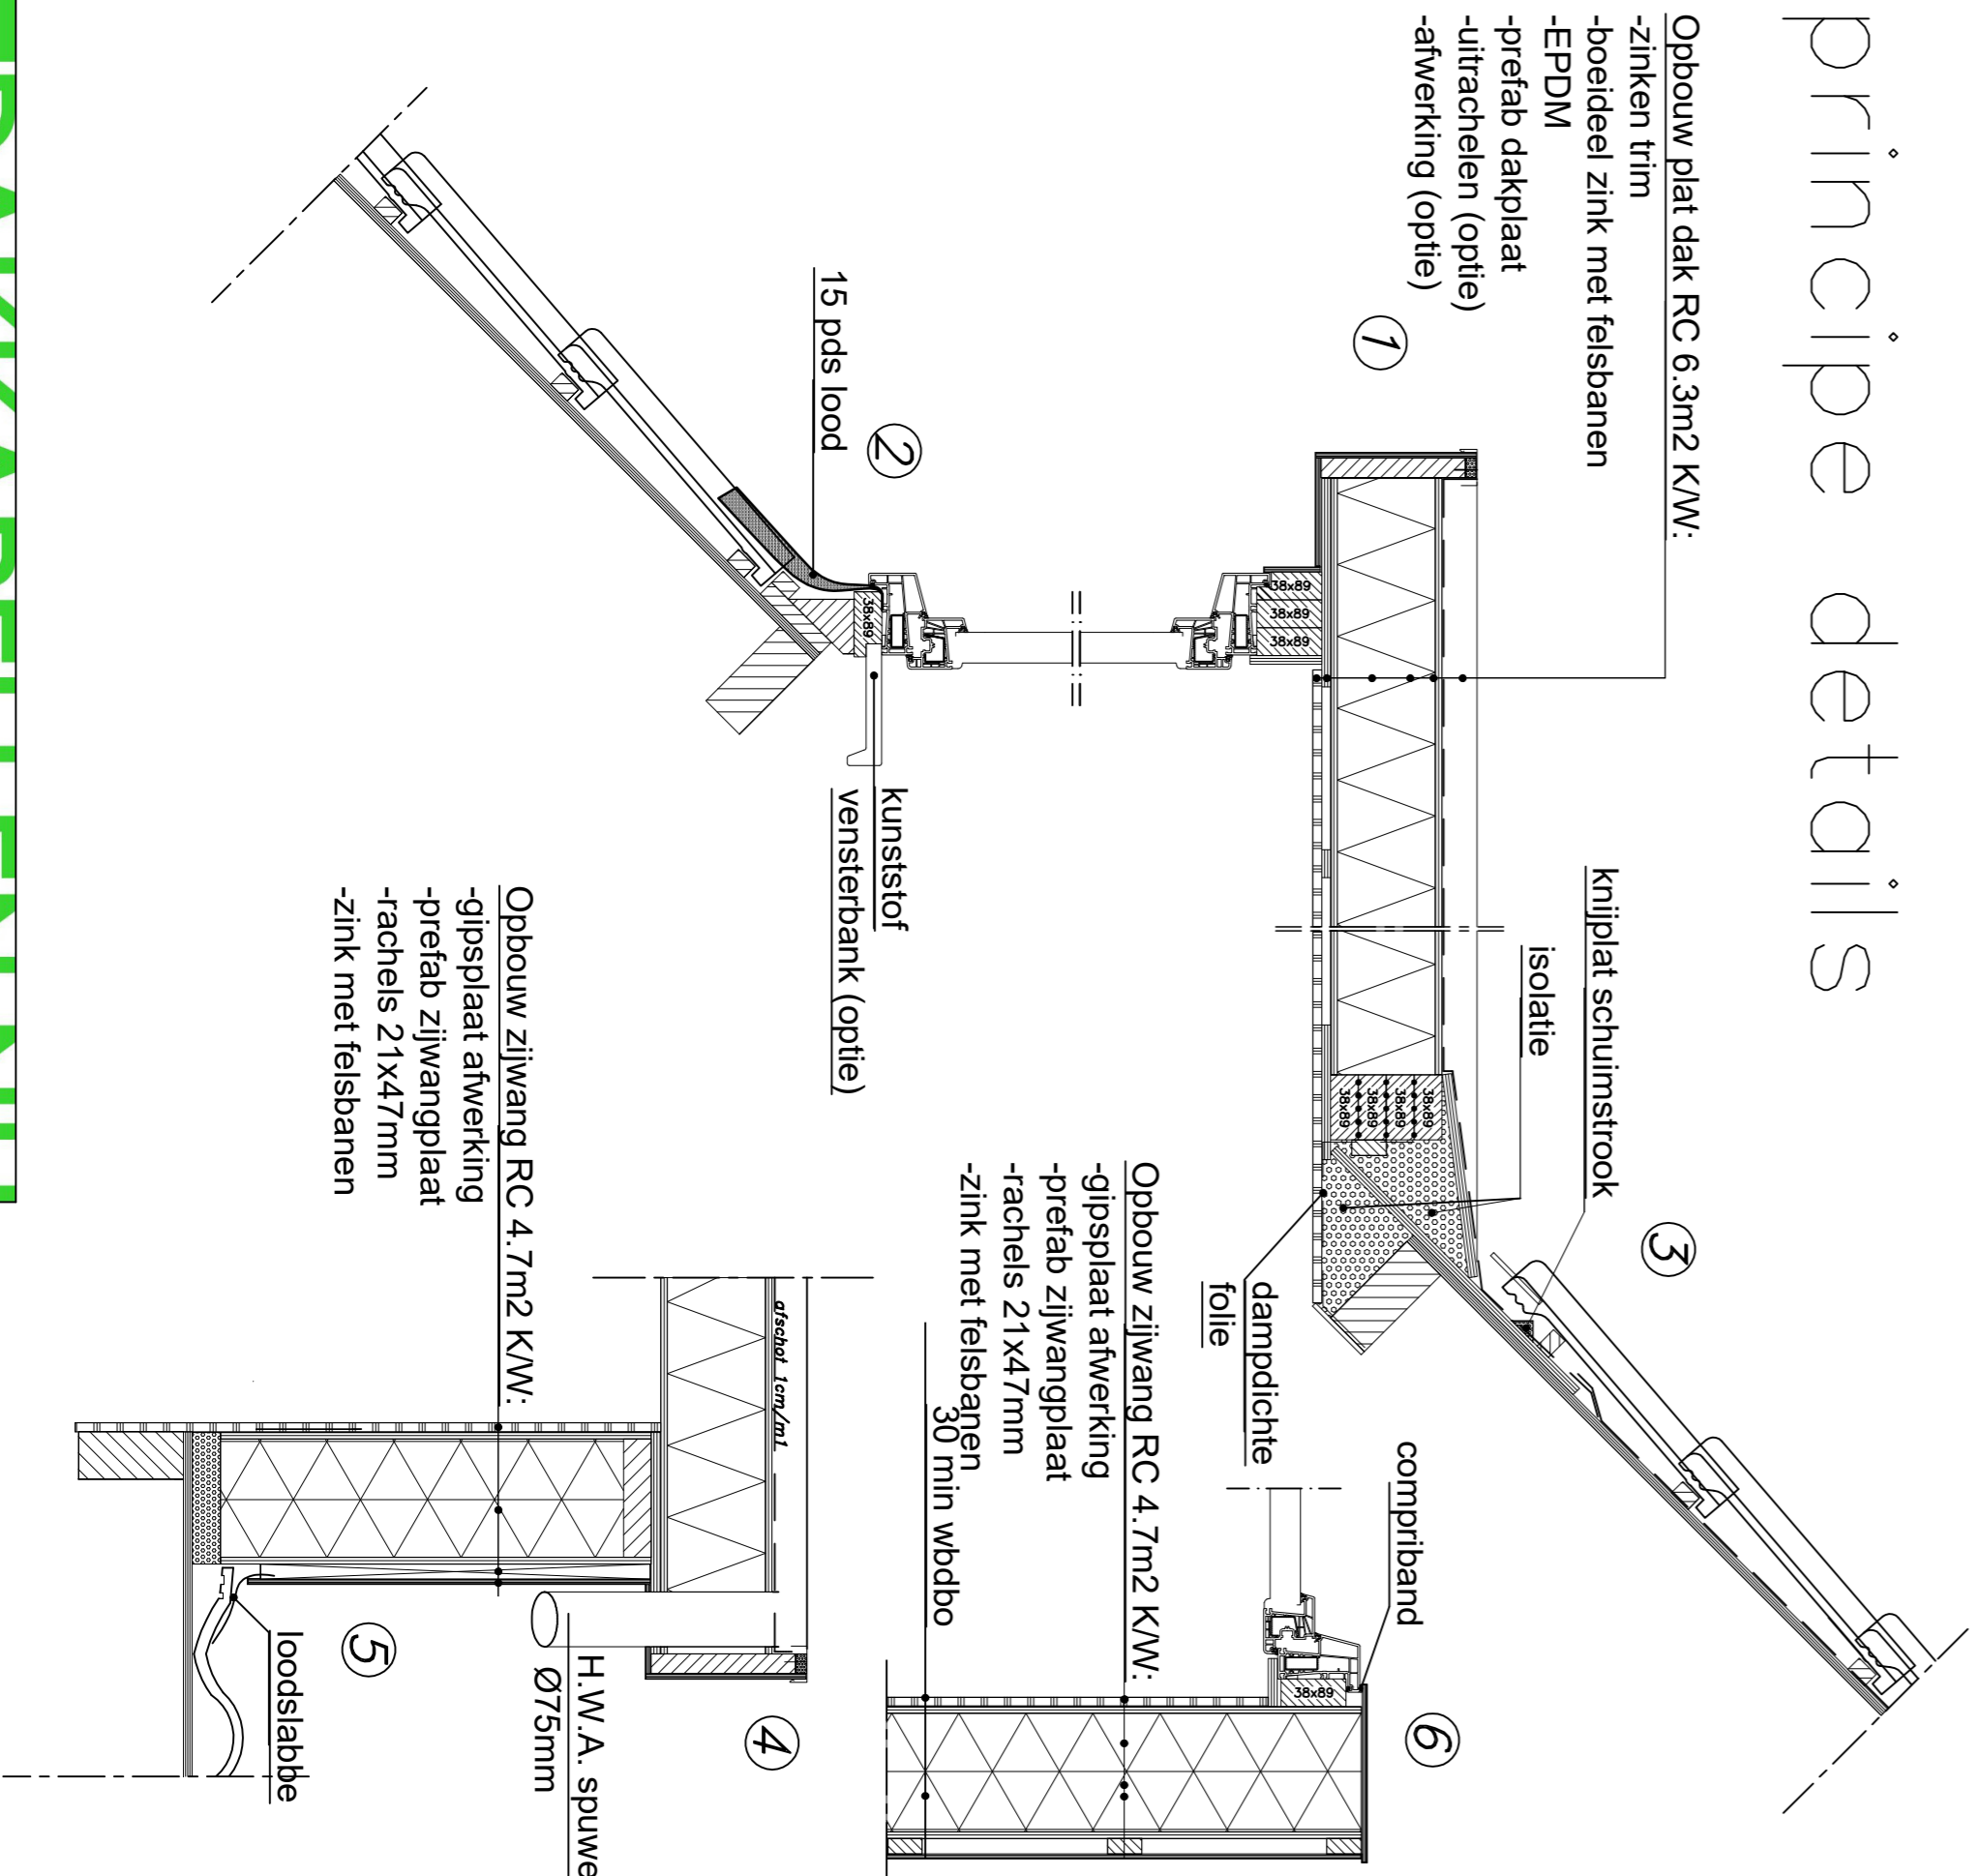 principe details
Opbouw plat dak RC 6.3m2 K/W:
-zinken trim
-boeideel zink met felsbanen
-EPDM
-prefab dakplaat
-uitrachelen (optie)
-afwerking (optie)
1
knijplat schuimstrook
isolatie
3
38x89
38x89
38x89
38x89
38x89
38x89
38x89
dampdichte
folie
2
15 pds lood
38x89
kunststof
vensterbank (optie)
compriband
6
38x89
Opbouw zijwang RC 4.7m2 K/W:
-gipsplaat afwerking
-prefab zijwangplaat
-rachels 21x47mm
-zink met felsbanen
30 min wbdbo
afschot 1cm/m1
4
H.W.A. spuwe
Ø75mm
Opbouw zijwang RC 4.7m2 K/W:
-gipsplaat afwerking
-prefab zijwangplaat
-rachels 21x47mm
-zink met felsbanen
5
loodslabbe